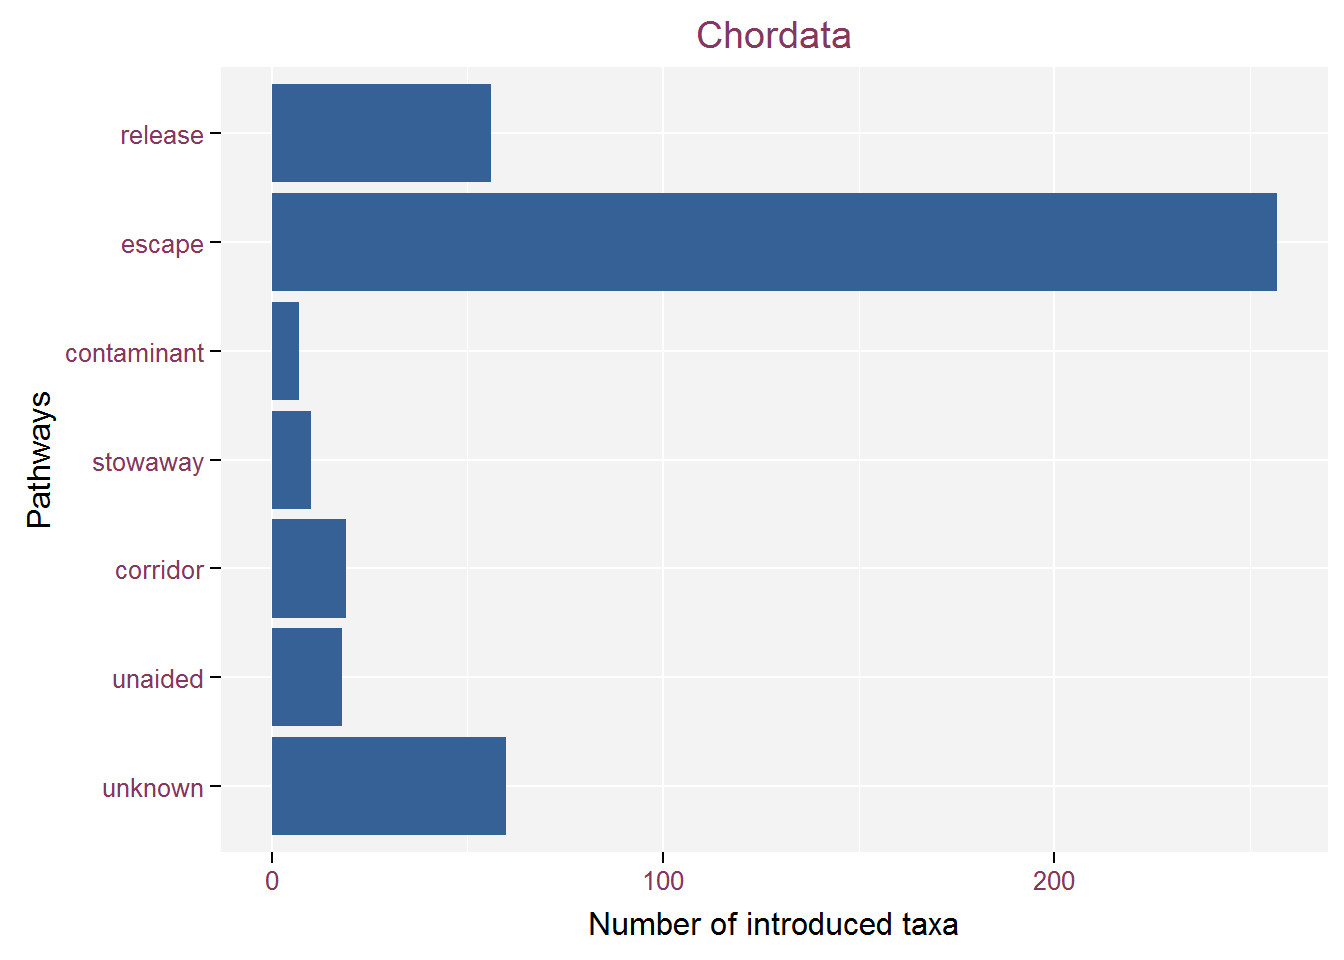 Chordata
release
escape
contaminant
stowaway
corridor
unaided
unknown
Pathways
0 100 200
Number of introduced taxa